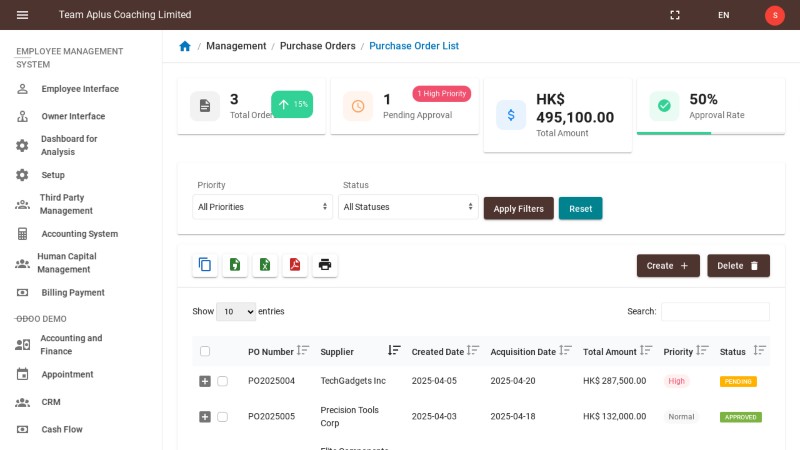 Team Aplus Coaching Limited
EN
S
EMPLOYEE MANAGEMENT
SYSTEM
Employee Interface
Owner Interface
Dashboard for
Analysis
Setup
Third Party
Management
Accounting System
Human Capital
Management
Billing Payment
ODOO DEMO
Accounting and
Finance
Appointment
CRM
Cash Flow
/ Management / Purchase Orders / Purchase Order List
3
Total Orders
15%
1
Pending Approval
1 High Priority
HK$
495,100.00
Total Amount
50%
Approval Rate
Priority
All Priorities
Status
All Statuses
Apply Filters
Reset
Create
Delete
Show 10 entries
Search:
PO Number Supplier Created Date Acquisition Date Total Amount Priority Status
PO2025004 TechGadgets Inc 2025-04-05 2025-04-20 HK$ 287,500.00 High PENDING
PO2025005 Precision Tools Corp 2025-04-03 2025-04-18 HK$ 132,000.00 Normal APPROVED
Elite Components